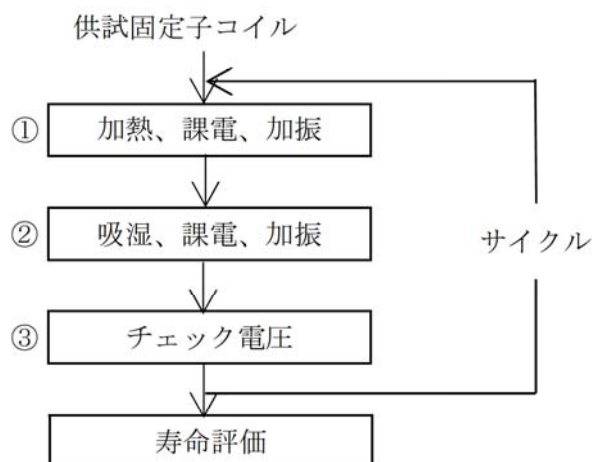 供試固定子コイル
① 加熱、課電、加振
② 吸湿、課電、加振
サイクル
③ チェック電圧
寿命評価